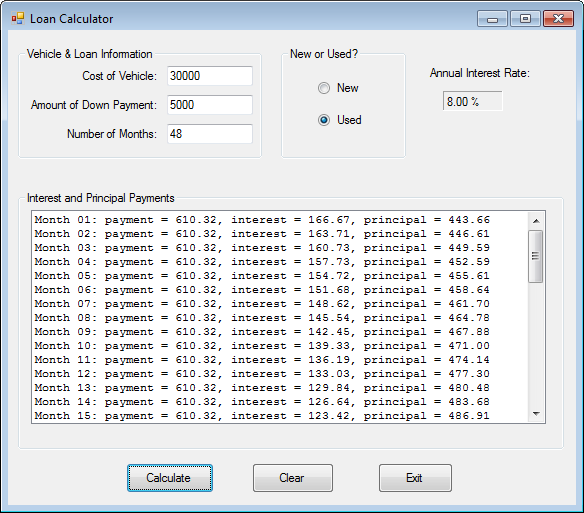 Loan Calculator
Vehicle & Loan Information
Cost of Vehicle: 30000
Amount of Down Payment: 5000
Number of Months: 48
New or Used?
New
Used
Annual Interest Rate:
8.00 %
Interest and Principal Payments
Month 01: payment = 610.32, interest = 166.67, principal = 443.66
Month 02: payment = 610.32, interest = 163.71, principal = 446.61
Month 03: payment = 610.32, interest = 160.73, principal = 449.59
Month 04: payment = 610.32, interest = 157.73, principal = 452.59
Month 05: payment = 610.32, interest = 154.72, principal = 455.61
Month 06: payment = 610.32, interest = 151.68, principal = 458.64
Month 07: payment = 610.32, interest = 148.62, principal = 461.70
Month 08: payment = 610.32, interest = 145.54, principal = 464.78
Month 09: payment = 610.32, interest = 142.45, principal = 467.88
Month 10: payment = 610.32, interest = 139.33, principal = 471.00
Month 11: payment = 610.32, interest = 136.19, principal = 474.14
Month 12: payment = 610.32, interest = 133.03, principal = 477.30
Month 13: payment = 610.32, interest = 129.84, principal = 480.48
Month 14: payment = 610.32, interest = 126.64, principal = 483.68
Month 15: payment = 610.32, interest = 123.42, principal = 486.91
Calculate
Clear
Exit